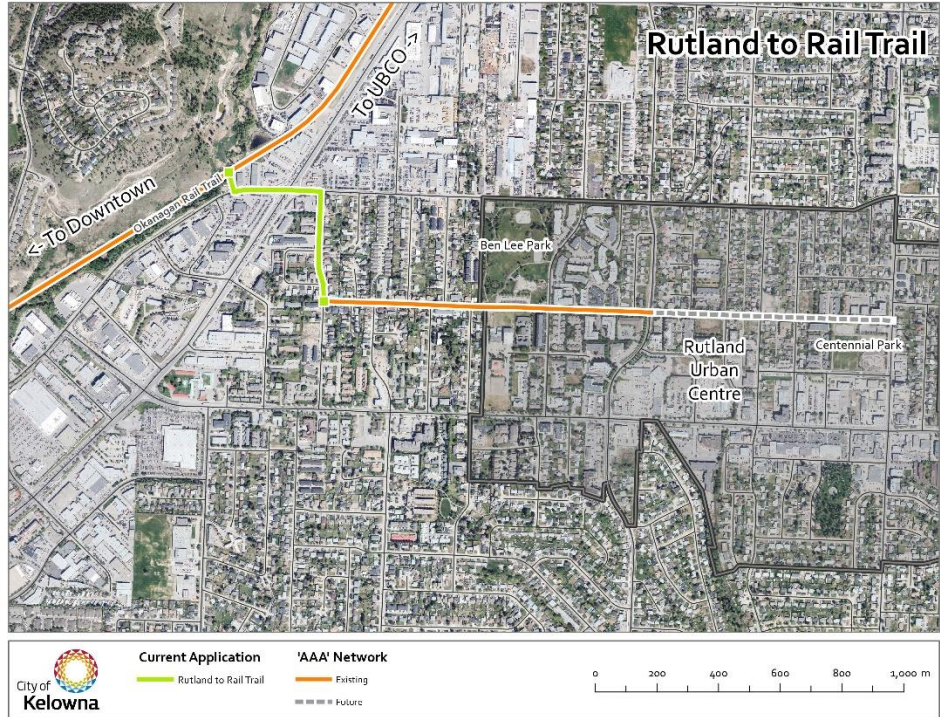 Rutland to Rail Trail
To UBCO ->
<- To Downtown
Okanagan Rail Trail
Ben Lee Park
Rutland
Urban
Centre
Centennial Park
City of
Kelowna
Current Application
Rutland to Rail Trail
'AAA' Network
Existing
Future
0 200 400 600 800 1,000 m